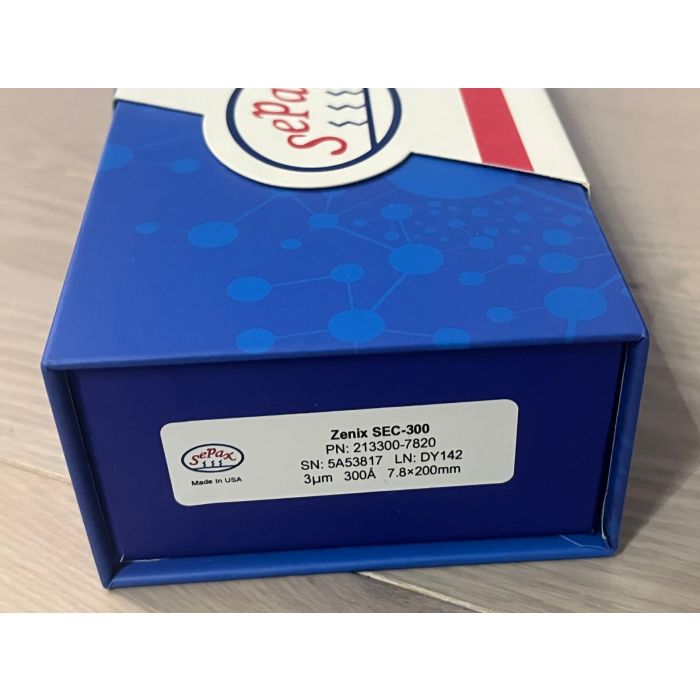 SePax
Zenix SEC-300
PN: 213300-7820
SN: 5A53817 LN: DY142
3µm 300Å 7.8×200mm
SePax
Made In USA